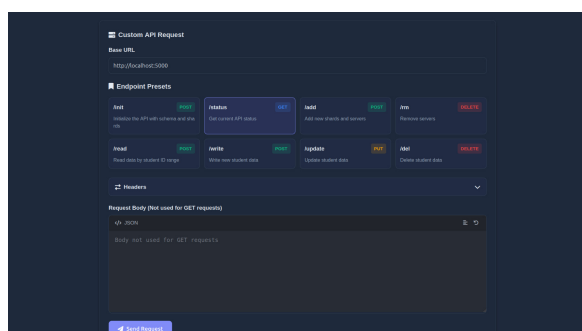 Custom API Request
Base URL
http://localhost:5000
Endpoint Presets
/init POST
Initialize the API with schema and sha
rds
/status GET
Get current API status
/add POST
Add new shards and servers
/rm DELETE
Remove servers
/read POST
Read data by student ID range
/write POST
Write new student data
/update PUT
Update student data
/del DELETE
Delete student data
Headers
Request Body (Not used for GET requests)
</> JSON
Body not used for GET requests
Send Request